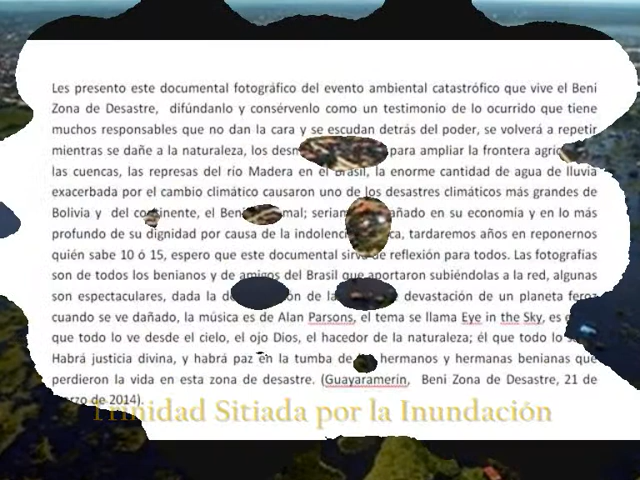 Les presento este documental fotográfico del evento ambiental catastrófico que vive el Beni
Zona de Desastre, difúndanlo y consérvenlo como un testimonio de lo ocurrido que tiene
muchos responsables que no dan la cara y se escudan detrás del poder, se volverá a repetir
mientras se dañe a la naturaleza, los para ampliar la frontera
las cuencas, las represas del río Madera en el Brasil, la enorme cantidad de agua de lluvia
exacerbada por el cambio climático causaron uno de los desastres climáticos más grandes de
Bolivia y del continente, el Beni en su economía y en lo más
profundo de su dignidad por causa de la tardaremos años en reponernos
quién sabe 10 ó 15, espero que este documental sirva de reflexión para todos. Las fotografías
son de todos los benianos y de amigos del Brasil que aportaron subiéndolas a la red, algunas
son espectaculares, dada la de la devastación de un planeta feroz
cuando se ve dañado, la música es de Alan Parsons, el tema se llama Eye in the Sky, es
que todo lo ve desde el cielo, el ojo Dios, el hacedor de la naturaleza; él que todo lo
Habrá justicia divina, y habrá paz en la tumba de hermanos y hermanas benianas que
perdieron la vida en esta zona de desastre. (Guayaramerín, Beni Zona de Desastre, 21 de
marzo de 2014).
Trinidad Sitiada por la Inundación